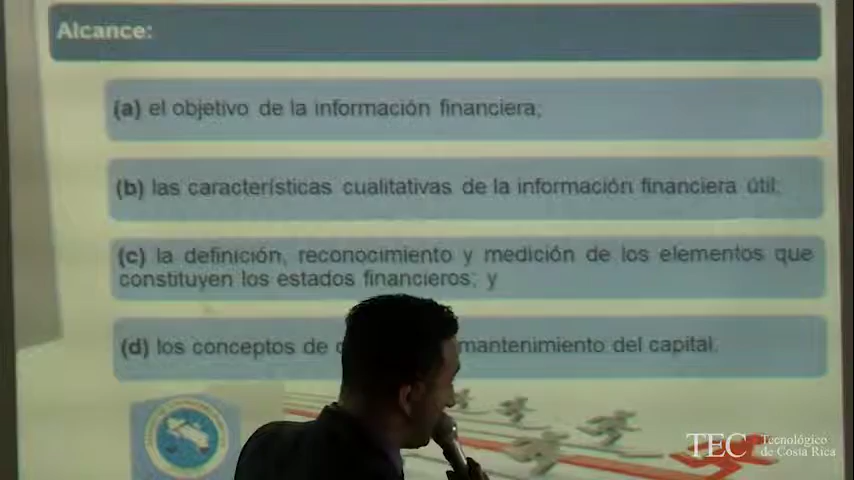 Alcance:
(a) el objetivo de la información financiera;
(b) las características cualitativas de la información financiera útil;
(c) la definición, reconocimiento y medición de los elementos que
constituyen los estados financieros; y
(d) los conceptos de mantenimiento del capital.
TEC Tecnológico
de Costa Rica